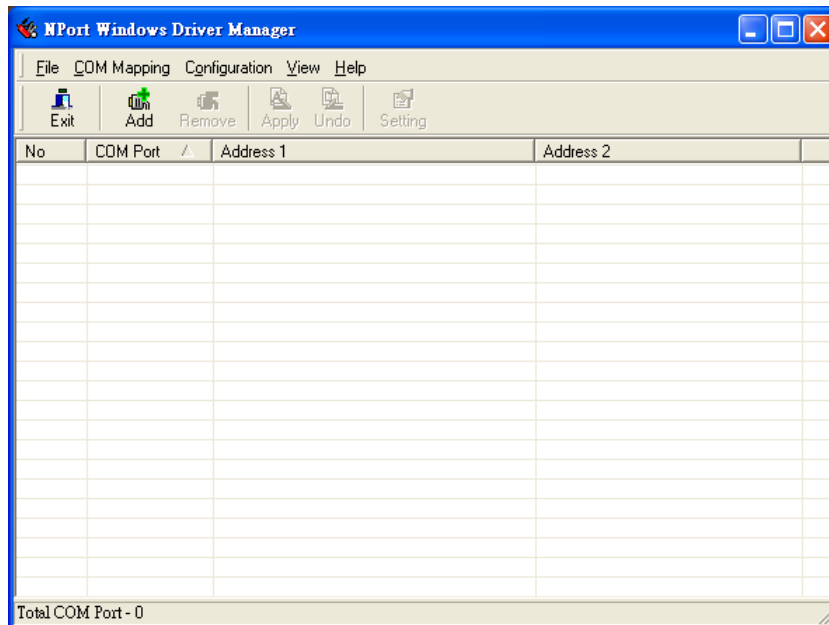 NPort Windows Driver Manager
File COM Mapping Configuration View Help
Exit Add Remove Apply Undo Setting
No COM Port Address 1 Address 2
Total COM Port - 0